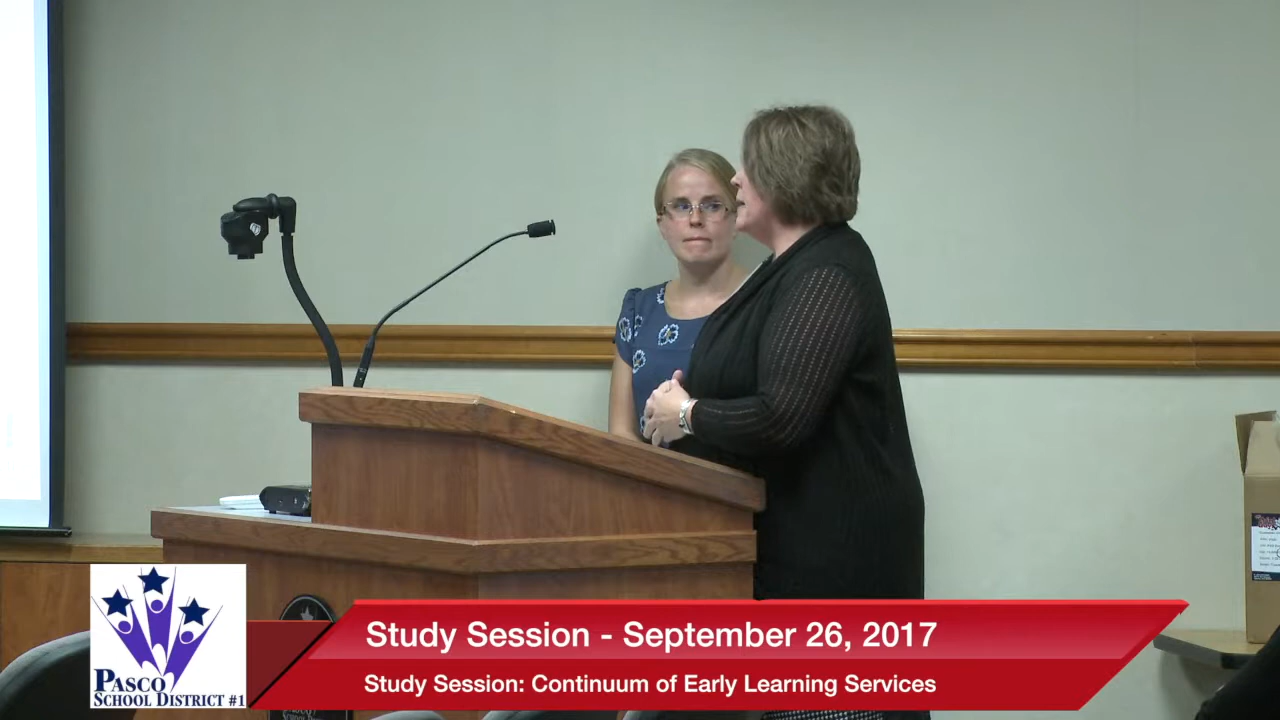 Study Session - September 26, 2017
Study Session: Continuum of Early Learning Services
PASCO
SCHOOL DISTRICT #1